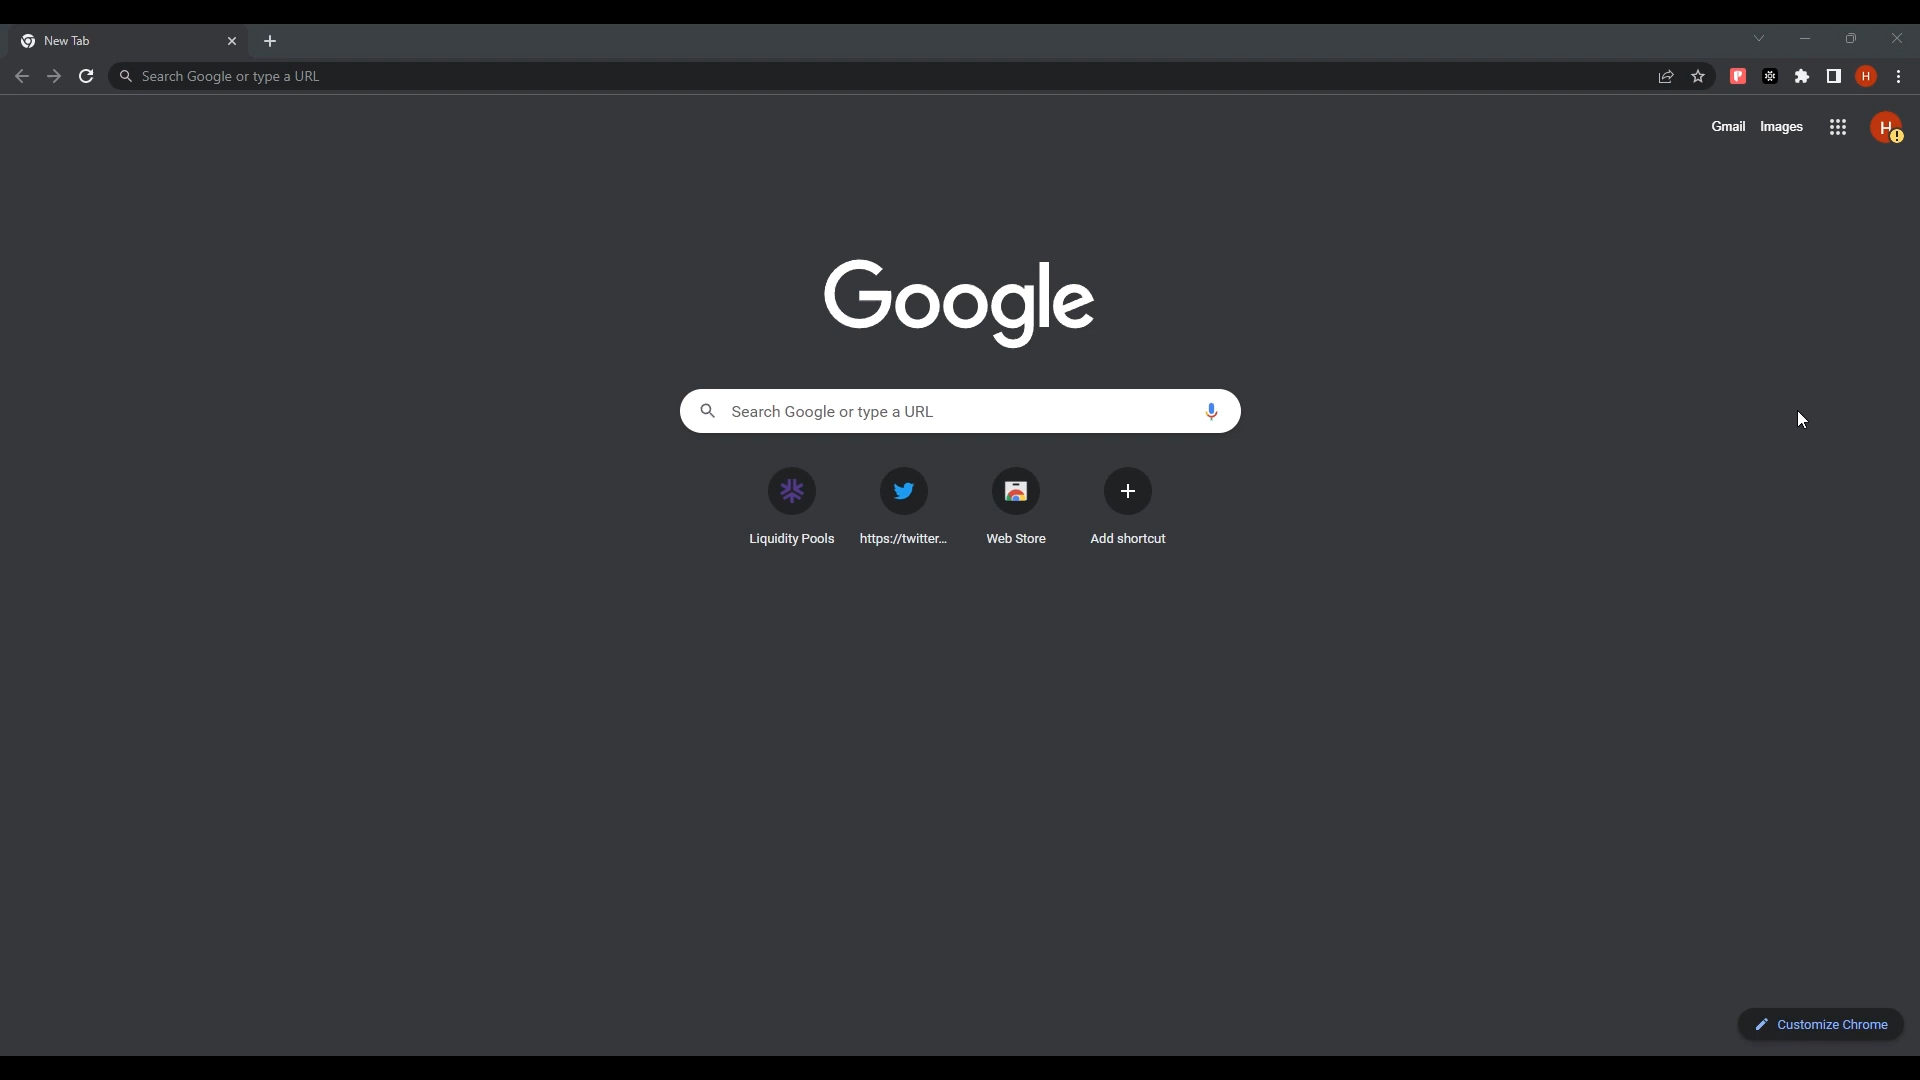 New Tab
Search Google or type a URL
H
Gmail Images
H
Google
Search Google or type a URL
Liquidity Pools https://twitter... Web Store Add shortcut
Customize Chrome